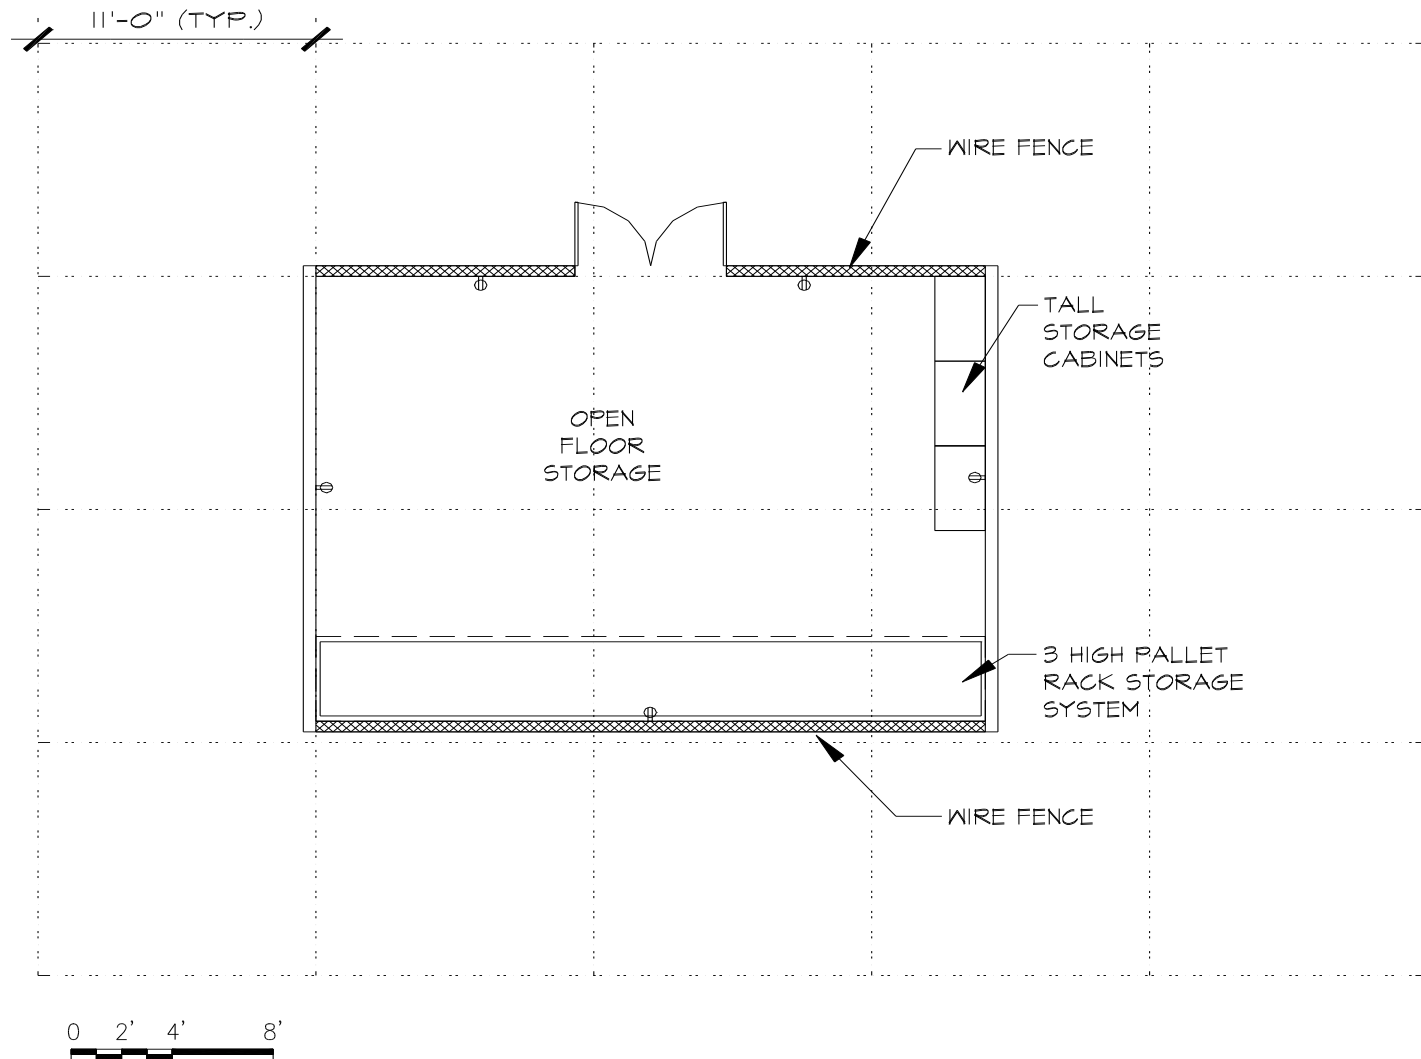 11'-0" (TYP.)
WIRE FENCE
TALL
STORAGE
CABINETS
OPEN
FLOOR
STORAGE
3 HIGH PALLET
RACK STORAGE
SYSTEM
WIRE FENCE
0 2' 4' 8'